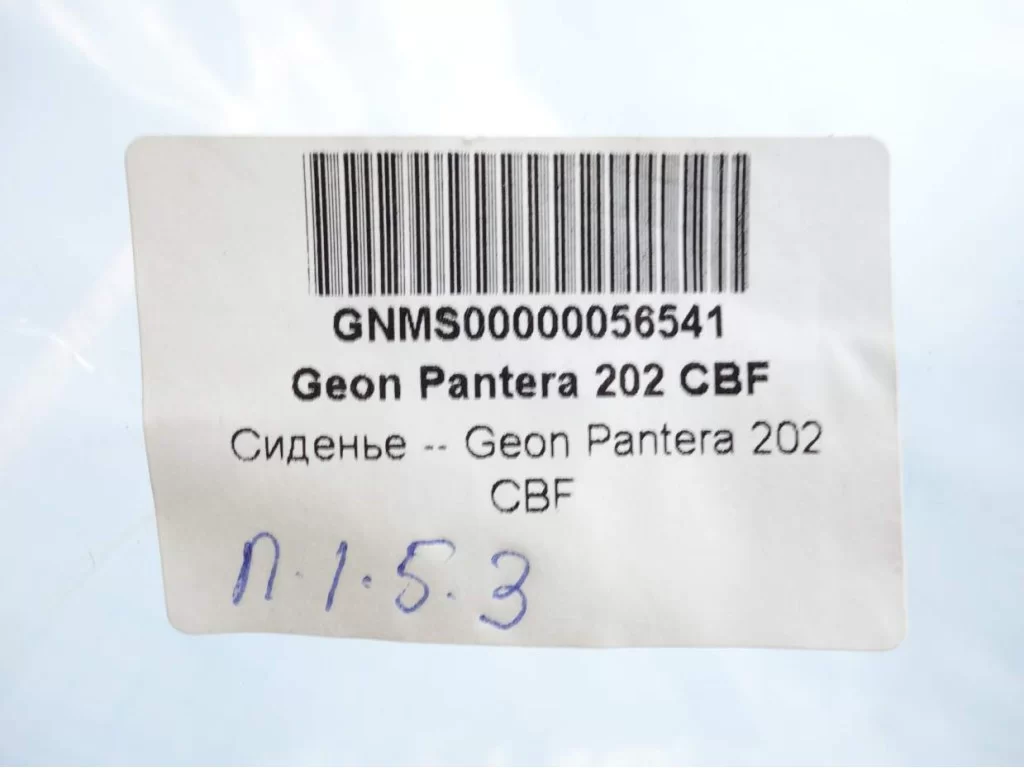 GNMS00000056541
Geon Pantera 202 CBF
Сиденье -- Geon Pantera 202
CBF
П.1.5.3